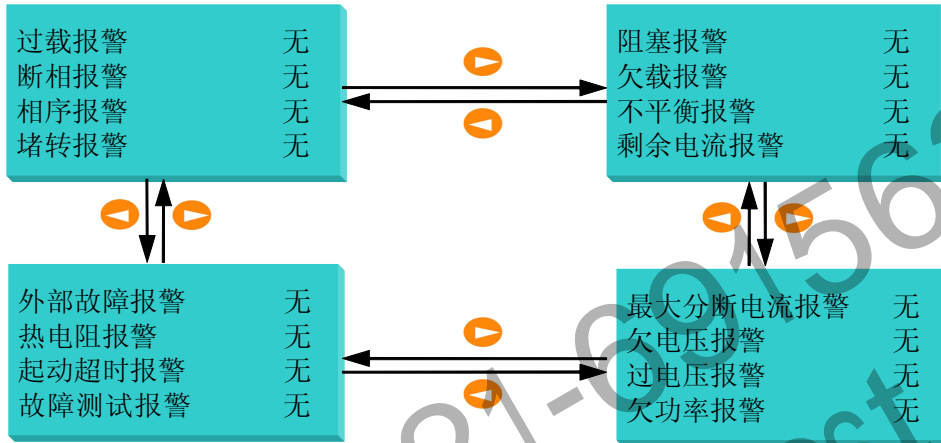 过载报警 无
断相报警 无
相序报警 无
堵转报警 无
阻塞报警 无
欠载报警 无
不平衡报警 无
剩余电流报警 无
外部故障报警 无
热电阻报警 无
起动超时报警 无
故障测试报警 无
最大分断电流报警 无
欠电压报警 无
过电压报警 无
欠功率报警 无